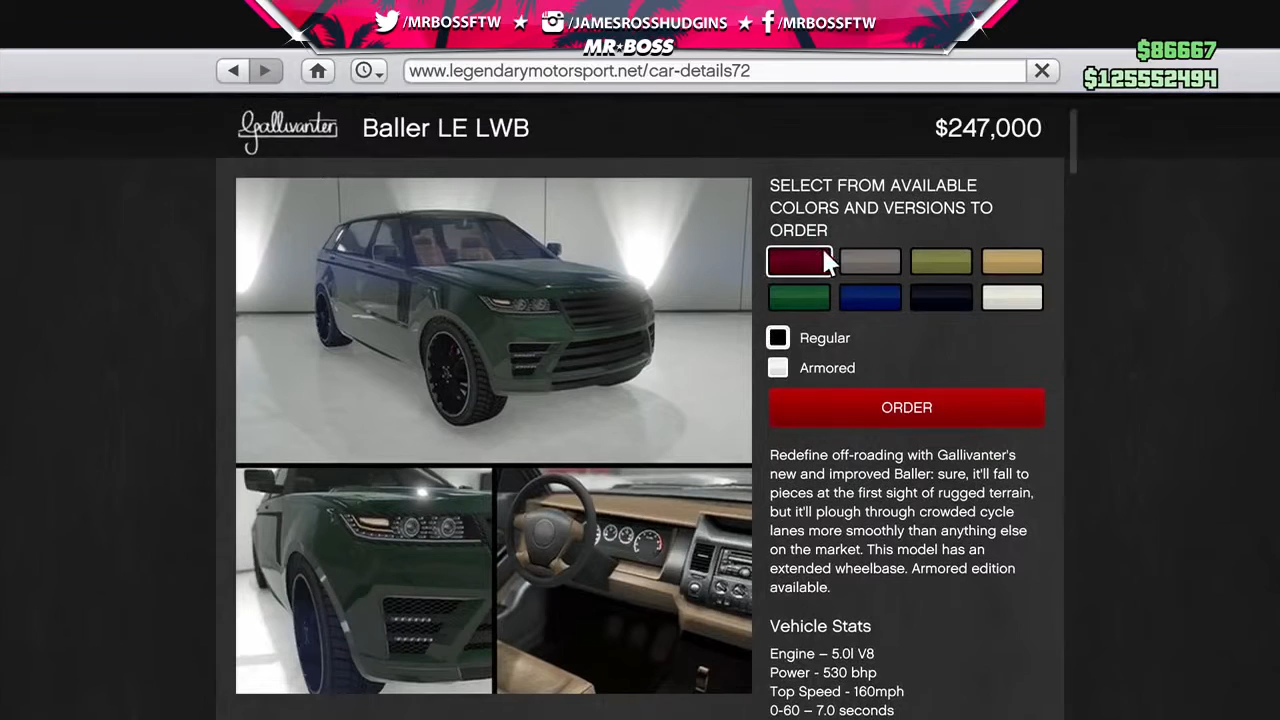 /MRBOSSFTW ★ /JAMESROSSHUDGINS ★ /MRBOSSFTW
MR★BOSS
$86667
www.legendarymotorsport.net/car-details72
$125552494
Gallivanter Baller LE LWB $247,000
SELECT FROM AVAILABLE
COLORS AND VERSIONS TO
ORDER
Regular
Armored
ORDER
Redefine off-roading with Gallivanter's
new and improved Baller: sure, it'll fall to
pieces at the first sight of rugged terrain,
but it'll plough through crowded cycle
lanes more smoothly than anything else
on the market. This model has an
extended wheelbase. Armored edition
available.
Vehicle Stats
Engine – 5.0l V8
Power - 530 bhp
Top Speed - 160mph
0-60 – 7.0 seconds